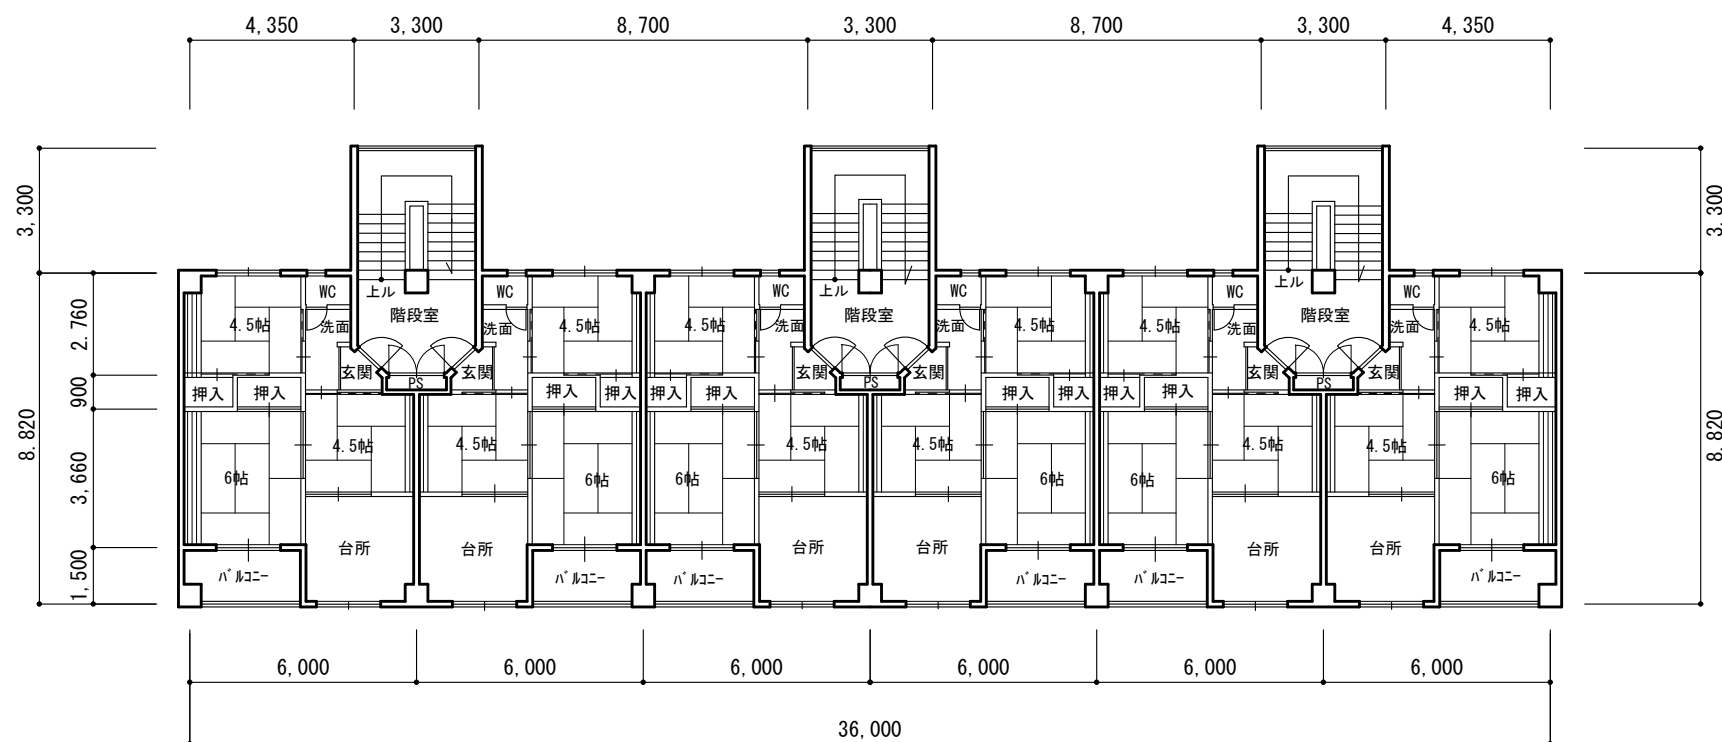 4,350 3,300 8,700 3,300 8,700 3,300 4,350
3,300 3,300
WC 上ル WC WC 上ル WC WC 上ル WC
4.5帖 洗面 階段室 洗面 4.5帖 4.5帖 洗面 階段室 洗面 4.5帖 4.5帖 洗面 階段室 洗面 4.5帖
2.760
玄関 PS 玄関 玄関 PS 玄関 玄関 PS 玄関
900 押入 押入 押入 押入 押入 押入 押入 押入 押入 押入 押入 押入
8.820 8.820
4.5帖 4.5帖 4.5帖 4.5帖 4.5帖 4.5帖
3,660 6帖 6帖 6帖 6帖 6帖 6帖
台所 台所 台所 台所 台所 台所
1,500 バルコニー バルコニー バルコニー バルコニー バルコニー バルコニー
6,000 6,000 6,000 6,000 6,000 6,000
36,000